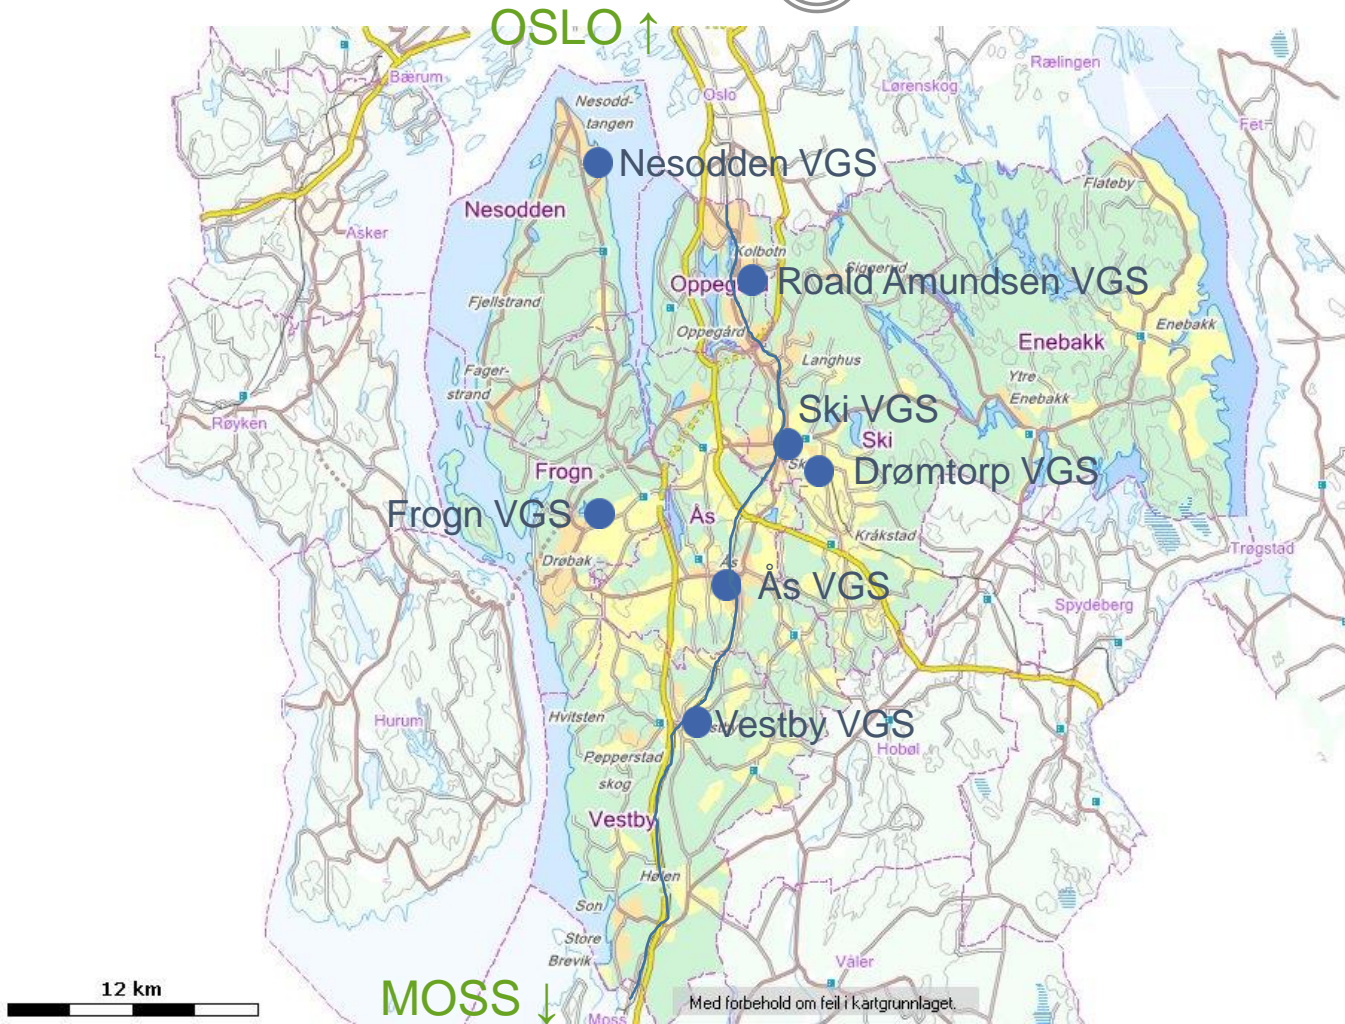 OSLO ↑
Bærum
Nesodd-
tangen
Oslo
Rælingen
Lørenskog
Fet
Nesodden VGS
Flateby
Nesodden
Asker
Kolbotn
Siggerud
Oppegård
Roald Amundsen VGS
Fjellstrand
Oppegård
Enebakk
Enebakk
Langhus
Fager-
strand
Ytre
Enebakk
Røyken
Ski VGS
Ski
Frogn
Drømtorp VGS
Frogn VGS
Ås
Kråkstad
Trøgstad
Drøbak
Ås
Ås VGS
Spydeberg
Hvitsten
Hurum
Vestby VGS
Hobøl
Pepperstad
skog
Vestby
Hølen
Son
Store
Brevik
Våler
12 km
MOSS ↓
Med forbehold om feil i kartgrunnlaget.
Moss